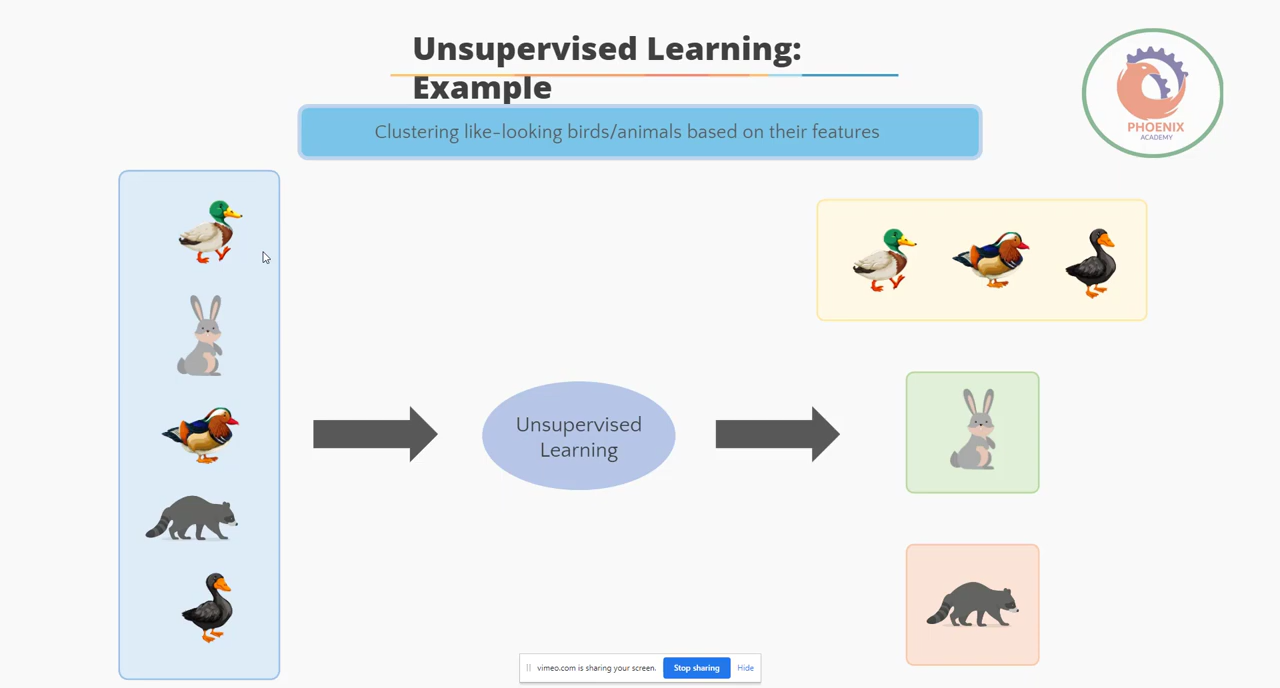 Unsupervised Learning:
Example
Clustering like-looking birds/animals based on their features
PHOENIX
ACADEMY
Unsupervised
Learning
vimeo.com is sharing your screen. Stop sharing Hide